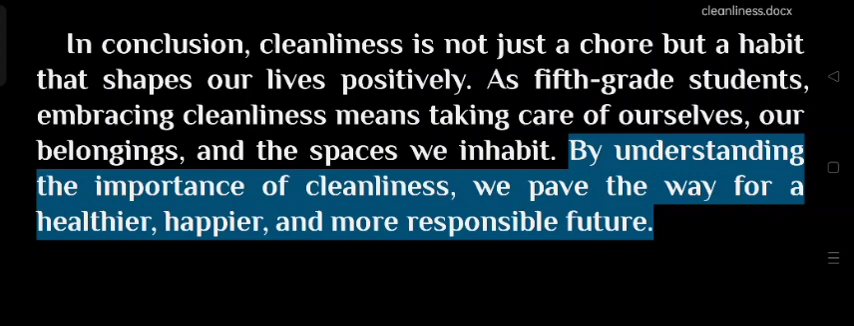 cleanliness.docx
In conclusion, cleanliness is not just a chore but a habit
that shapes our lives positively. As fifth-grade students,
embracing cleanliness means taking care of ourselves, our
belongings, and the spaces we inhabit. By understanding
the importance of cleanliness, we pave the way for a
healthier, happier, and more responsible future.